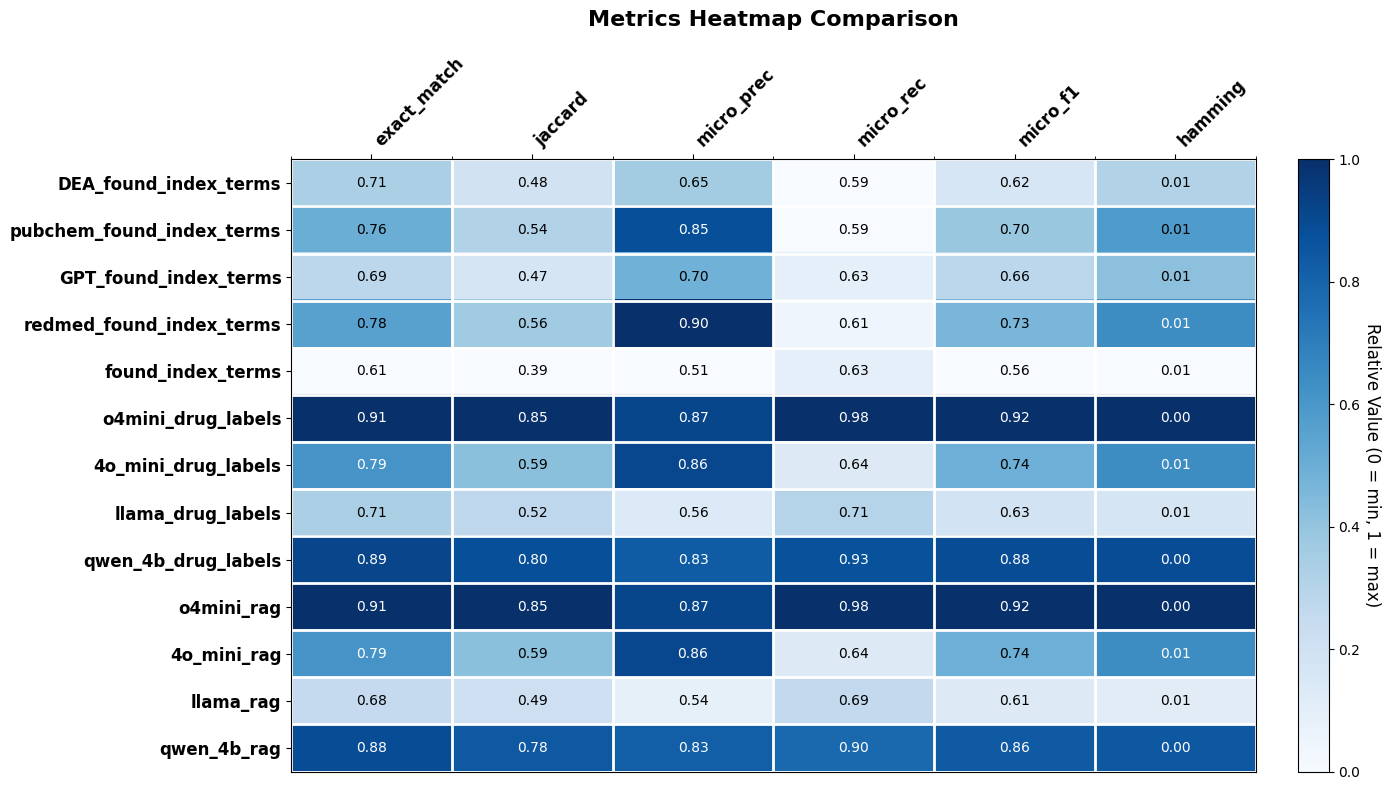 Metrics Heatmap Comparison
exact_match jaccard micro_prec micro_rec micro_f1 hamming
DEA_found_index_terms 0.71 0.48 0.65 0.59 0.62 0.01
pubchem_found_index_terms 0.76 0.54 0.85 0.59 0.70 0.01
GPT_found_index_terms 0.69 0.47 0.70 0.63 0.66 0.01
redmed_found_index_terms 0.78 0.56 0.90 0.61 0.73 0.01
found_index_terms 0.61 0.39 0.51 0.63 0.56 0.01
o4mini_drug_labels 0.91 0.85 0.87 0.98 0.92 0.00
4o_mini_drug_labels 0.79 0.59 0.86 0.64 0.74 0.01
llama_drug_labels 0.71 0.52 0.56 0.71 0.63 0.01
qwen_4b_drug_labels 0.89 0.80 0.83 0.93 0.88 0.00
o4mini_rag 0.91 0.85 0.87 0.98 0.92 0.00
4o_mini_rag 0.79 0.59 0.86 0.64 0.74 0.01
llama_rag 0.68 0.49 0.54 0.69 0.61 0.01
qwen_4b_rag 0.88 0.78 0.83 0.90 0.86 0.00
1.0
0.8
0.6
0.4
0.2
0.0
Relative Value (0 = min, 1 = max)